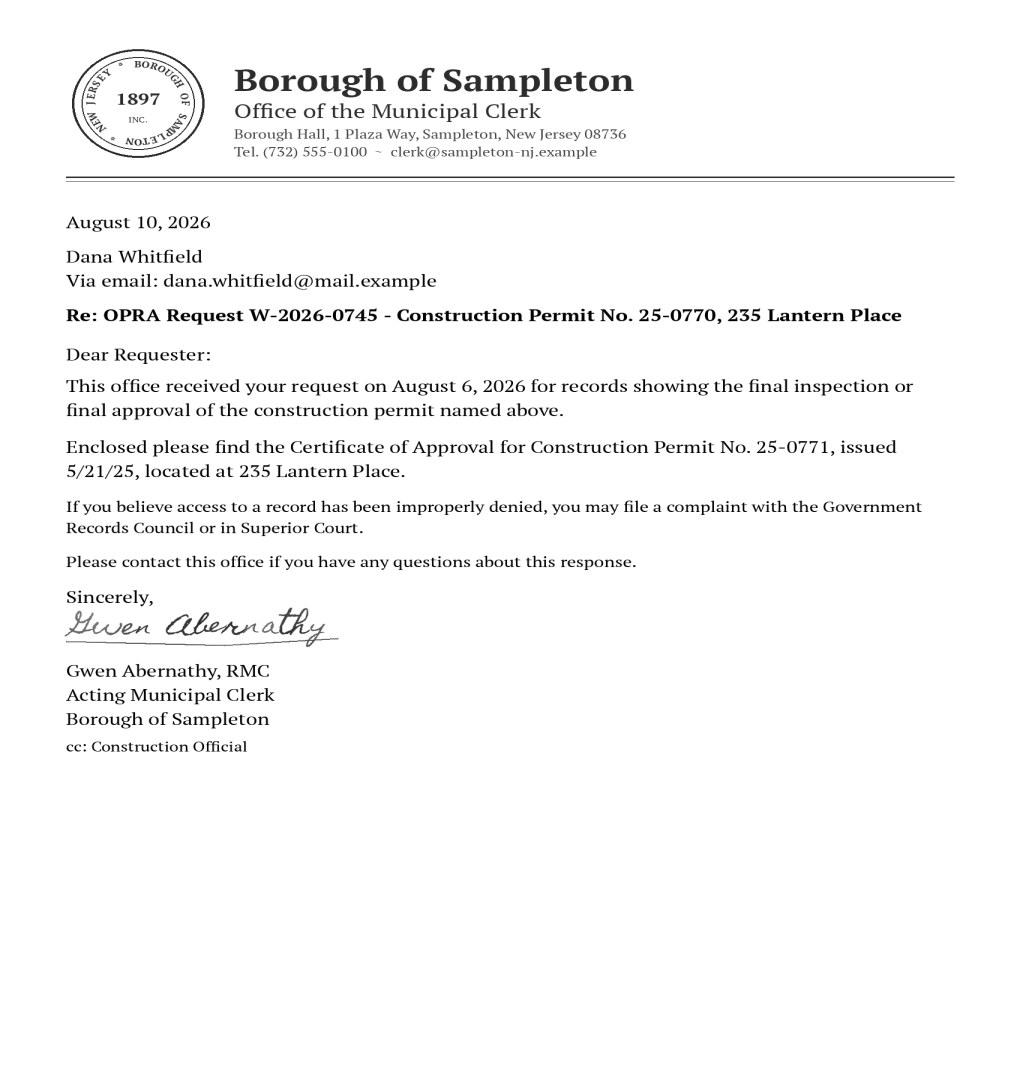 BOROUGH OF SAMPLETON * NEW JERSEY *
1897
INC.
Borough of Sampleton
Office of the Municipal Clerk
Borough Hall, 1 Plaza Way, Sampleton, New Jersey 08736
Tel. (732) 555-0100 ~ clerk@sampleton-nj.example
August 10, 2026
Dana Whitfield
Via email: dana.whitfield@mail.example
Re: OPRA Request W-2026-0745 - Construction Permit No. 25-0770, 235 Lantern Place
Dear Requester:
This office received your request on August 6, 2026 for records showing the final inspection or
final approval of the construction permit named above.
Enclosed please find the Certificate of Approval for Construction Permit No. 25-0771, issued
5/21/25, located at 235 Lantern Place.
If you believe access to a record has been improperly denied, you may file a complaint with the Government
Records Council or in Superior Court.
Please contact this office if you have any questions about this response.
Sincerely,
Gwen Abernathy
Gwen Abernathy, RMC
Acting Municipal Clerk
Borough of Sampleton
cc: Construction Official